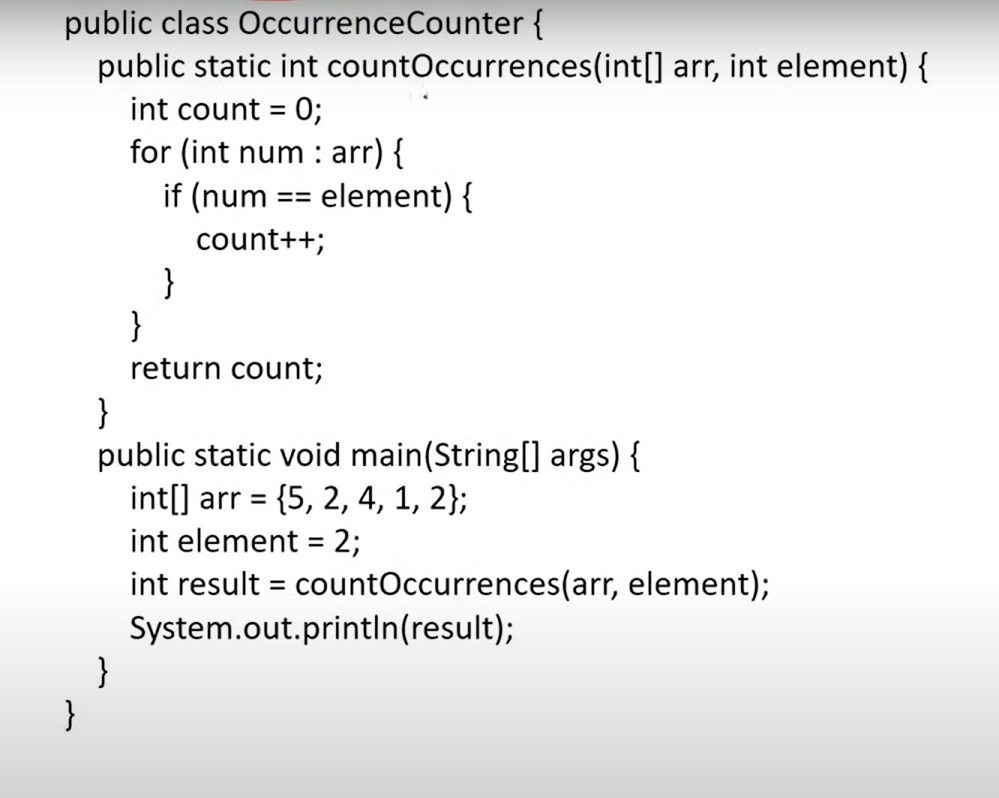 public class OccurrenceCounter {
public static int countOccurrences(int[] arr, int element) {
int count = 0;
for (int num : arr) {
if (num == element) {
count++;
}
}
return count;
}
public static void main(String[] args) {
int[] arr = {5, 2, 4, 1, 2};
int element = 2;
int result = countOccurrences(arr, element);
System.out.println(result);
}
}